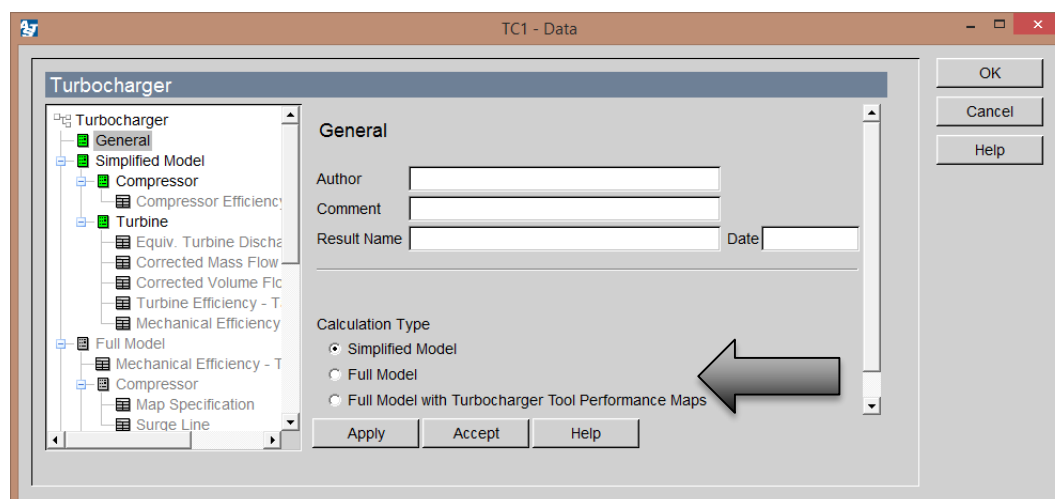 TC1 - Data
OK
Cancel
Help
Turbocharger
Turbocharger
General
Simplified Model
Compressor
Compressor Efficiency
Turbine
Equiv. Turbine Discha
Corrected Mass Flow
Corrected Volume Flo
Turbine Efficiency - T
Mechanical Efficiency
Full Model
Mechanical Efficiency - T
Compressor
Map Specification
Surge Line
General
Author
Comment
Result Name
Date
Calculation Type
Simplified Model
Full Model
Full Model with Turbocharger Tool Performance Maps
Apply
Accept
Help